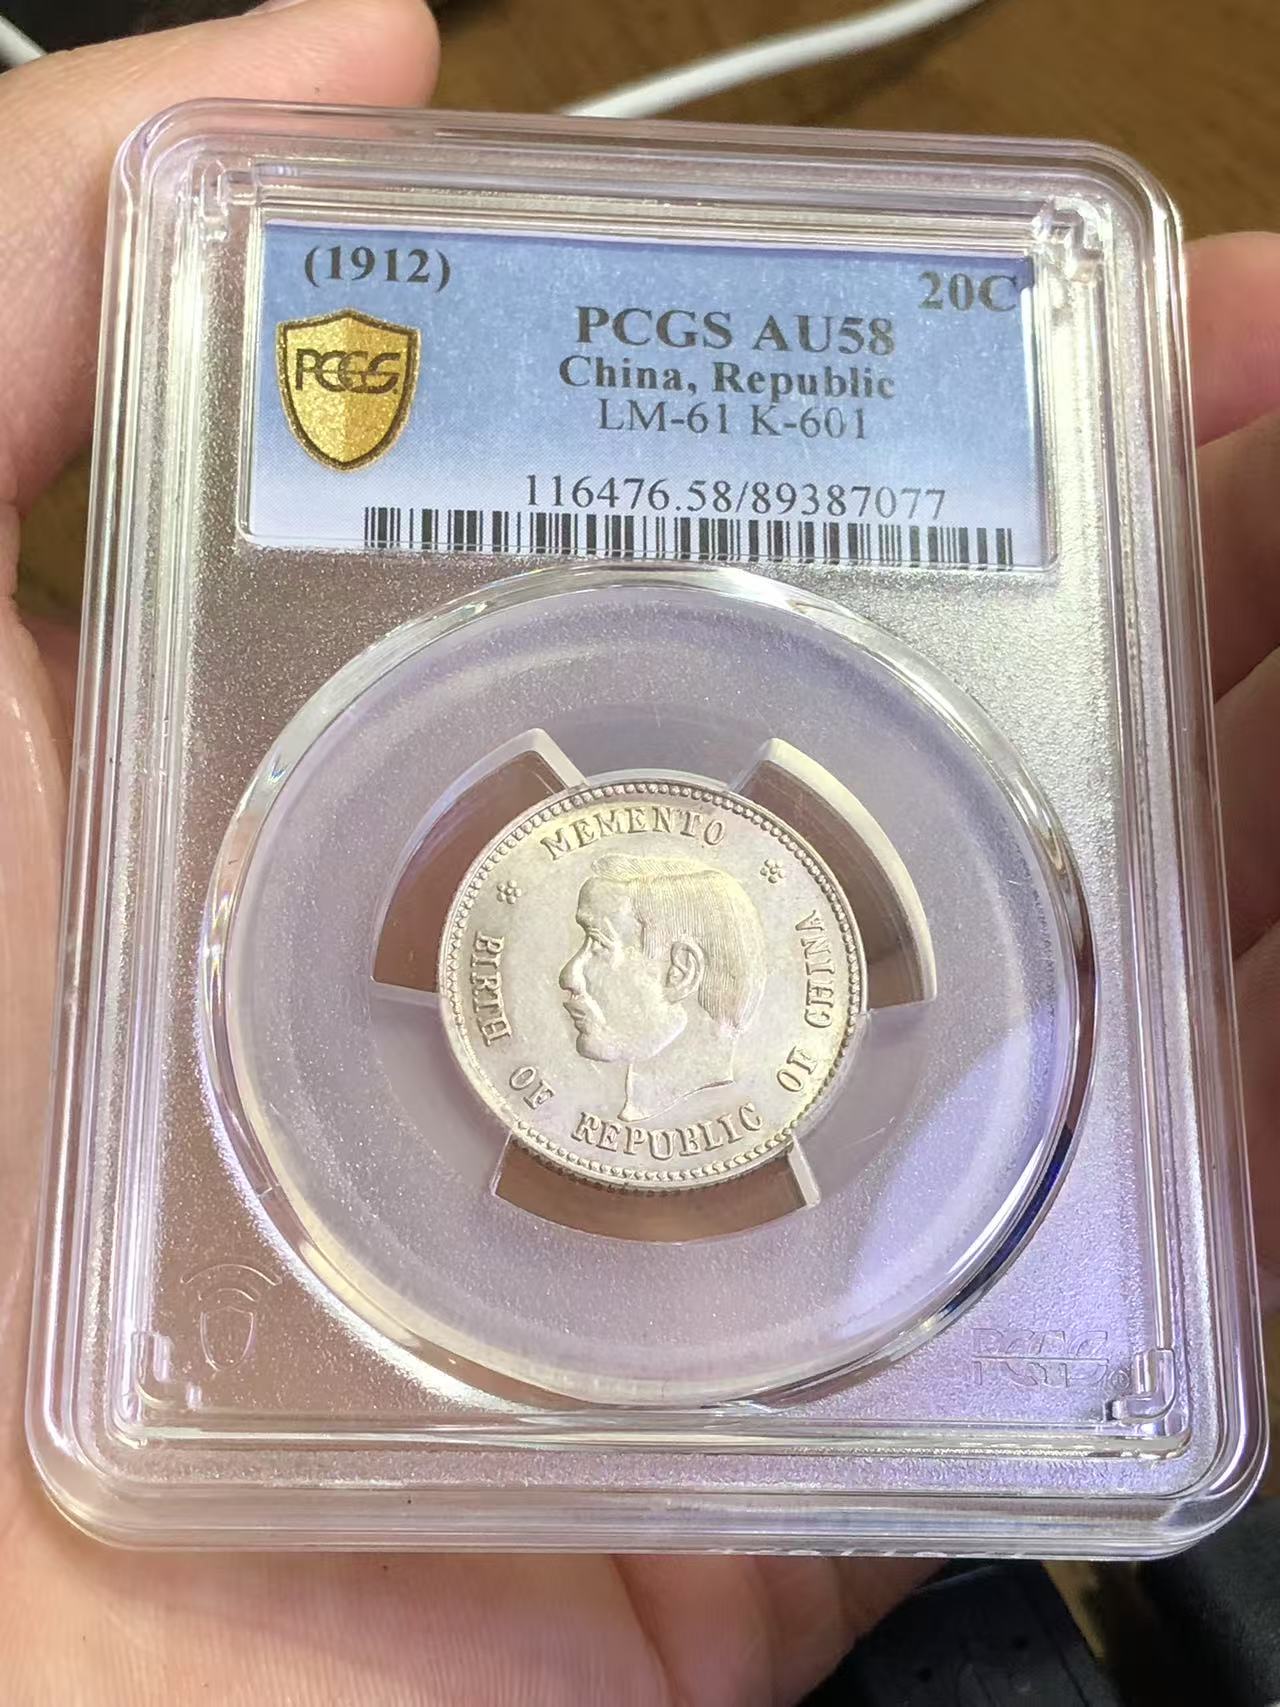 (1912)
20C
PCGS AU58
PCGS
China, Republic
LM-61 K-601
116476.58/89387077
MEMENTO
BIRTH OF REPUBLIC OF CHINA
PCGS